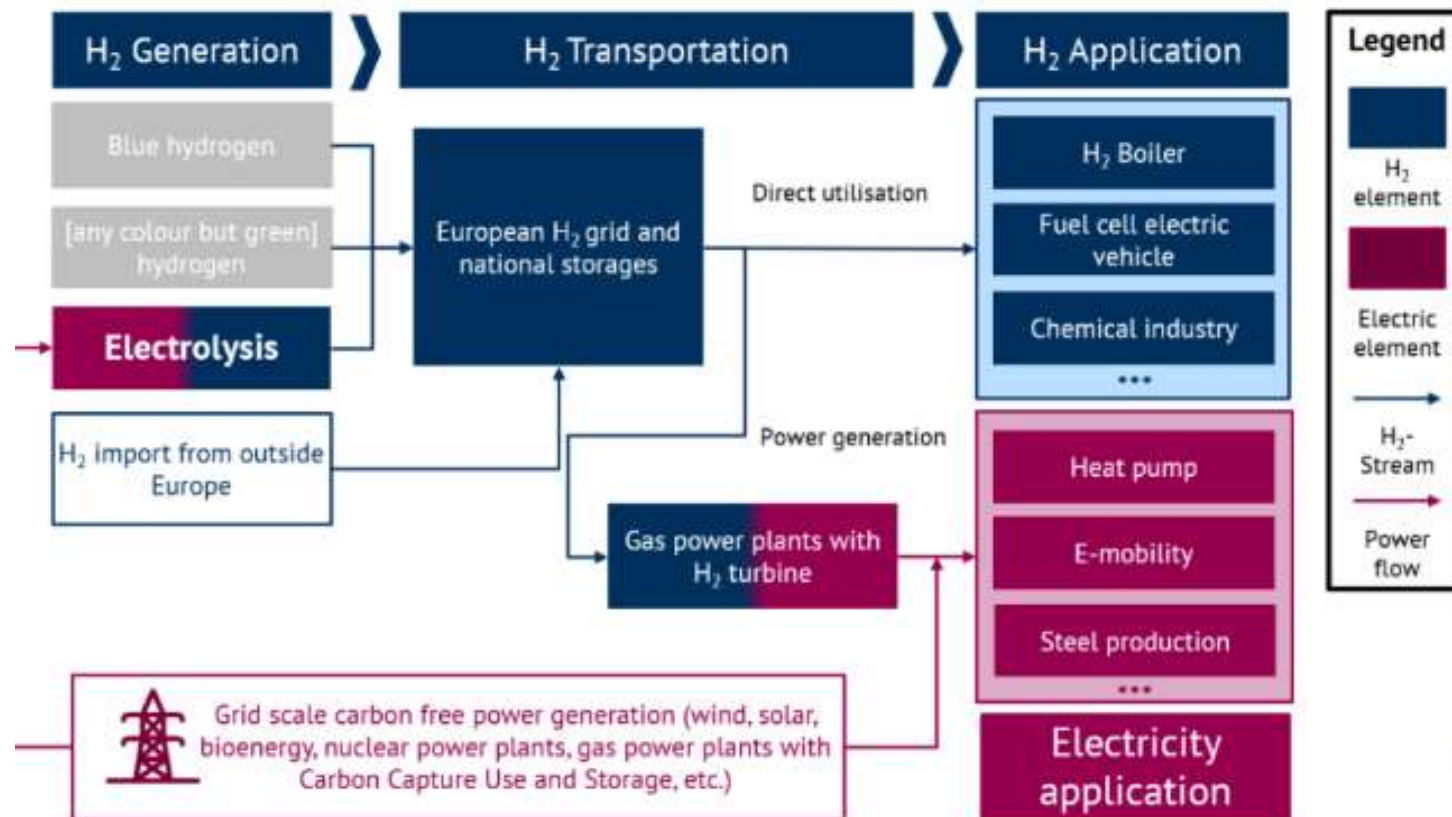 H₂ Generation
H₂ Transportation
H₂ Application
Blue hydrogen
[any colour but green]
hydrogen
Electrolysis
H₂ import from outside
Europe
European H₂ grid and
national storages
Direct utilisation
Power generation
Gas power plants with
H₂ turbine
H₂ Boiler
Fuel cell electric
vehicle
Chemical industry
...
Heat pump
E-mobility
Steel production
...
Electricity
application
Grid scale carbon free power generation (wind, solar,
bioenergy, nuclear power plants, gas power plants with
Carbon Capture Use and Storage, etc.)
Legend
H₂
element
Electric
element
H₂-
Stream
Power
flow